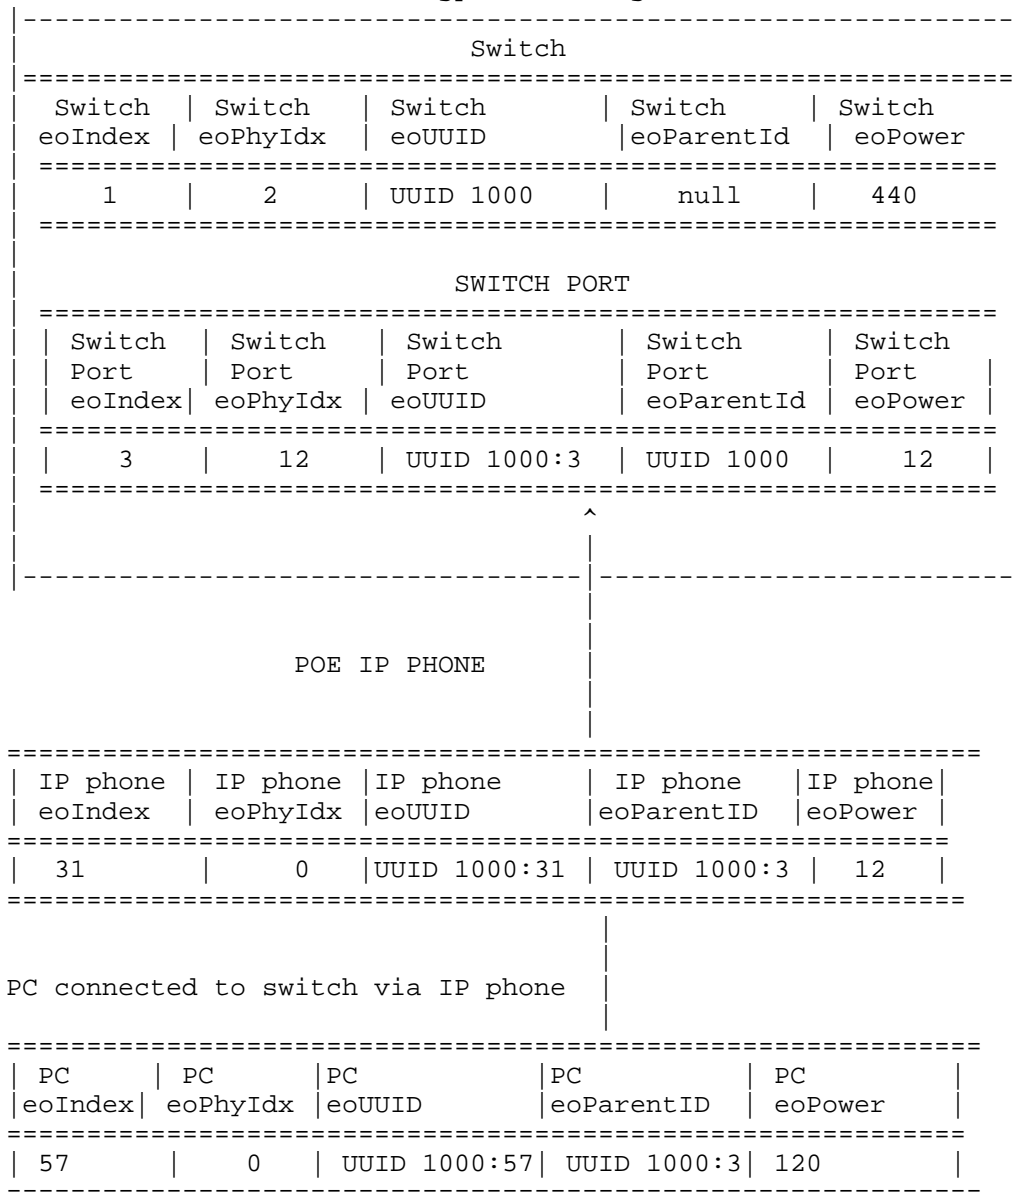 |--------------------------------------------------------------
| Switch
|==============================================================
| Switch | Switch | Switch | Switch | Switch
| eoIndex | eoPhyIdx | eoUUID |eoParentId | eoPower
| ============================================================
| 1 | 2 | UUID 1000 | null | 440
| ============================================================
|
| SWITCH PORT
| ============================================================
| | Switch | Switch | Switch | Switch | Switch
| | Port | Port | Port | Port | Port |
| | eoIndex| eoPhyIdx | eoUUID | eoParentId | eoPower |
| ============================================================
| | 3 | 12 | UUID 1000:3 | UUID 1000 | 12 |
| ============================================================
| ^
| |
|-----------------------------------|--------------------------
|
|
POE IP PHONE |
|
|
=============================================================
| IP phone | IP phone |IP phone | IP phone |IP phone|
| eoIndex | eoPhyIdx |eoUUID |eoParentID |eoPower |
===========================================================
| 31 | 0 |UUID 1000:31 | UUID 1000:3 | 12 |
============================================================
|
|
PC connected to switch via IP phone |
|
=============================================================
| PC | PC |PC |PC | PC |
|eoIndex| eoPhyIdx |eoUUID |eoParentID | eoPower |
============================================================
| 57 | 0 | UUID 1000:57| UUID 1000:3| 120 |
=============================================================